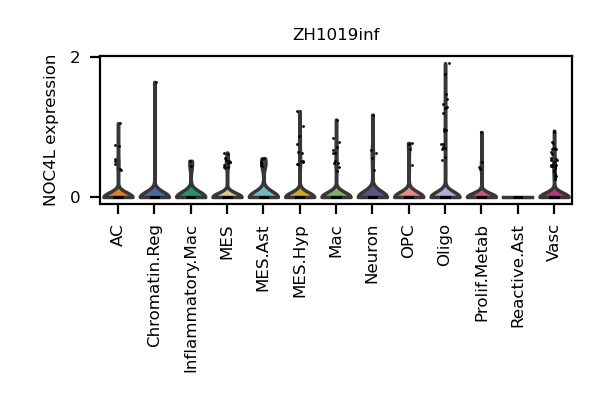 ZH1019inf
NOC4L expression
2
0
AC
Chromatin.Reg
Inflammatory.Mac
MES
MES.Ast
MES.Hyp
Mac
Neuron
OPC
Oligo
Prolif.Metab
Reactive.Ast
Vasc